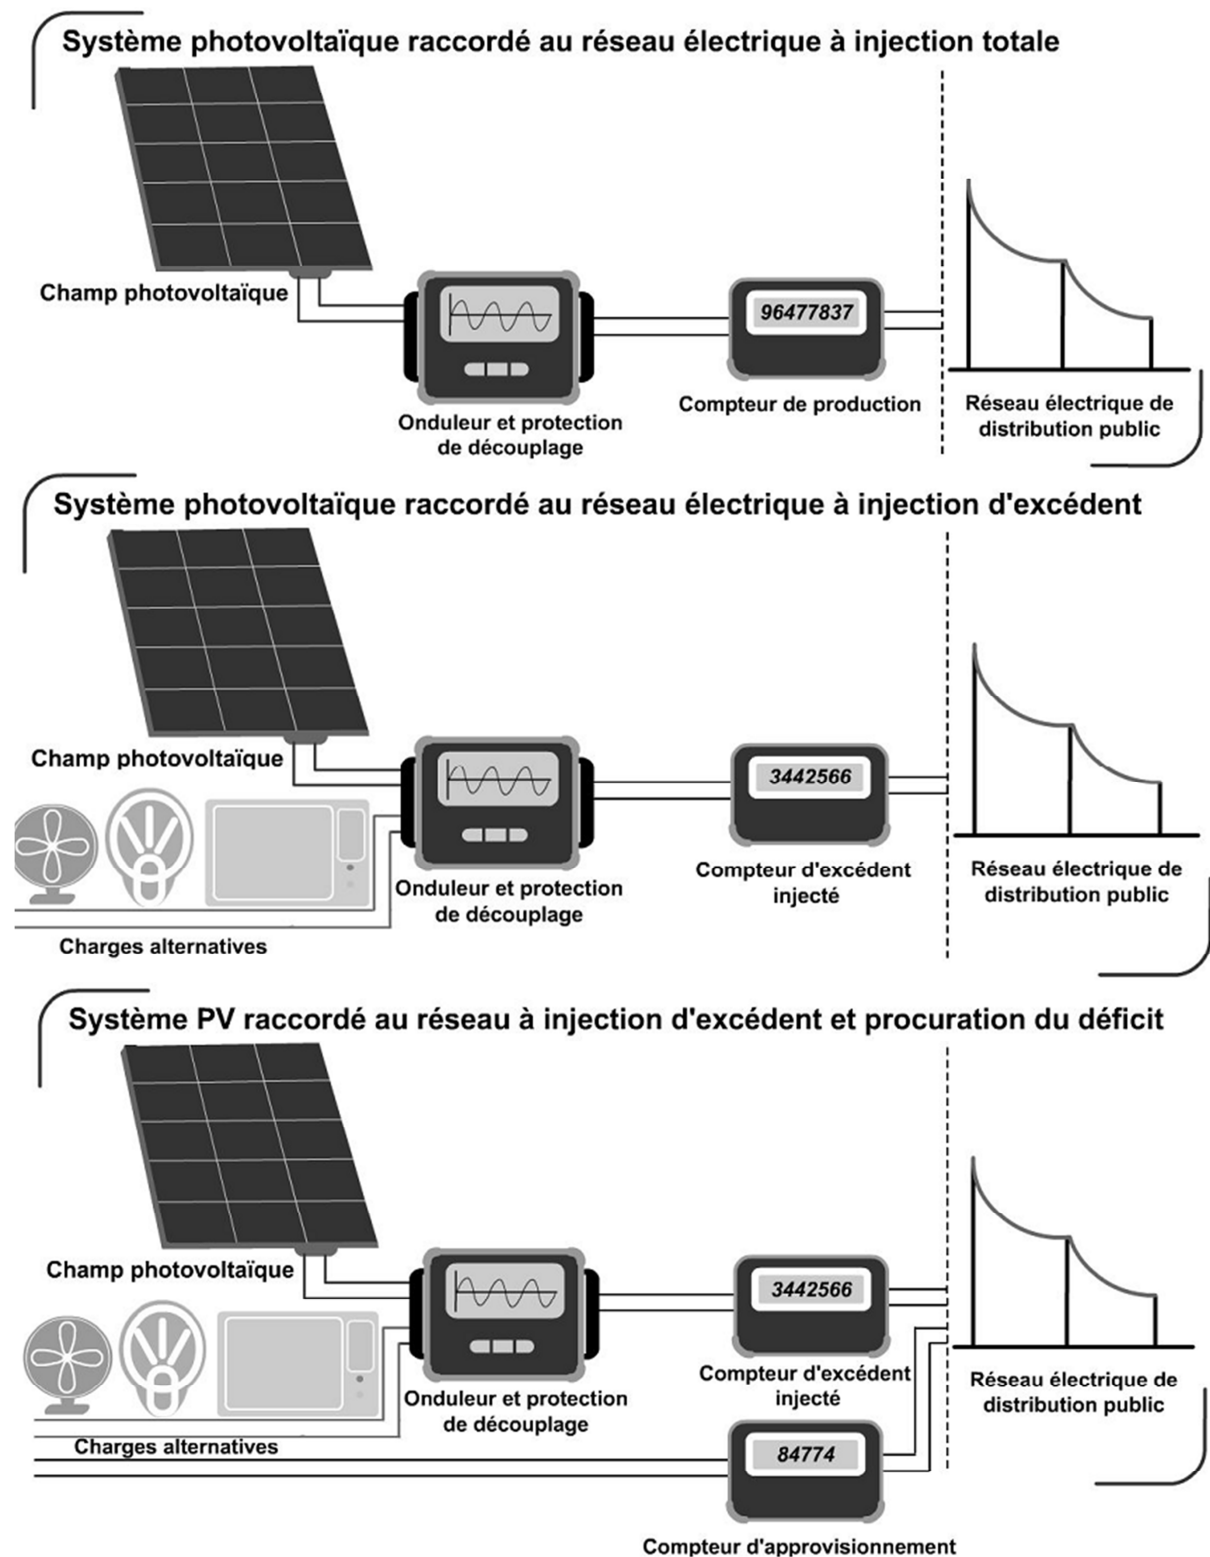 Système photovoltaïque raccordé au réseau électrique à injection totale
Champ photovoltaïque
96477837
Onduleur et protection
de découplage
Compteur de production
Réseau électrique de
distribution public
Système photovoltaïque raccordé au réseau électrique à injection d'excédent
Champ photovoltaïque
3442566
Onduleur et protection
de découplage
Compteur d'excédent
injecté
Réseau électrique de
distribution public
Charges alternatives
Système PV raccordé au réseau à injection d'excédent et procuration du déficit
Champ photovoltaïque
3442566
Onduleur et protection
de découplage
Compteur d'excédent
injecté
Réseau électrique de
distribution public
Charges alternatives
84774
Compteur d'approvisionnement